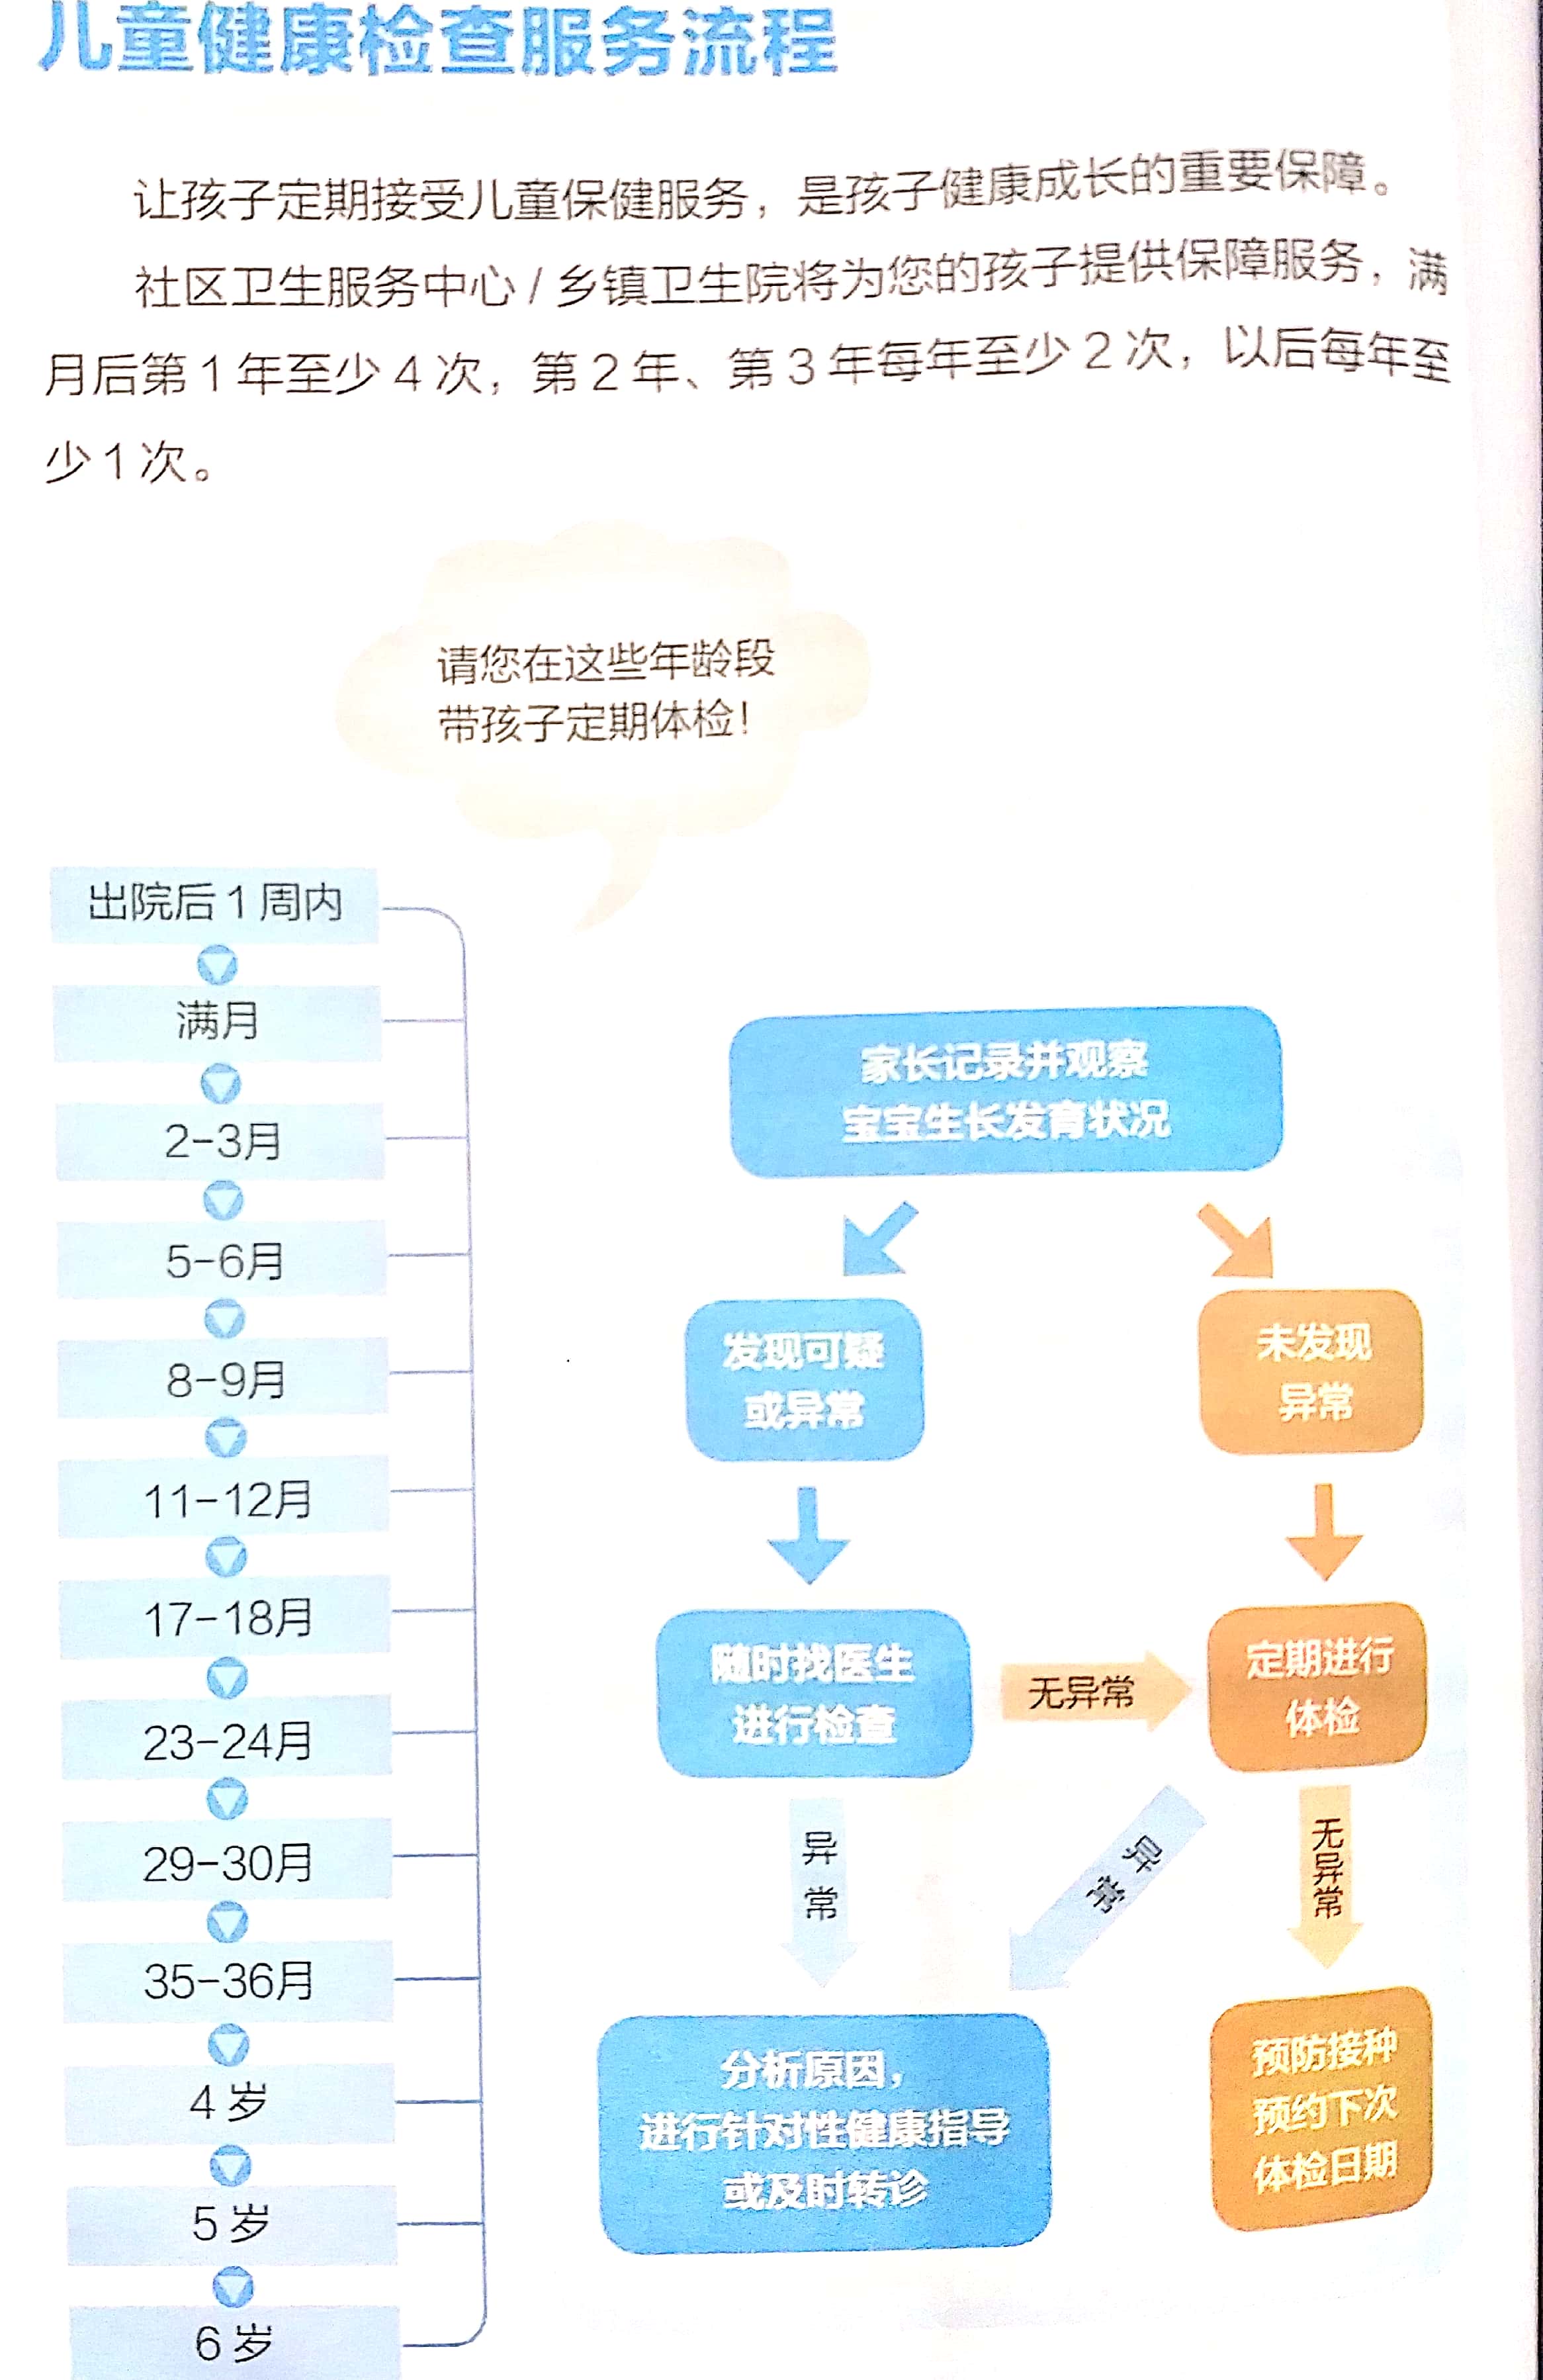 儿童健康检查服务流程
让孩子定期接受儿童保健服务，是孩子健康成长的重要保障。
社区卫生服务中心/乡镇卫生院将为您的孩子提供保障服务，满
月后第1年至少4次，第2年、第3年每年至少2次，以后每年至
少1次。
请您在这些年龄段
带孩子定期体检！
出院后1周内
满月
2-3月
5-6月
8-9月
11-12月
17-18月
23-24月
29-30月
35-36月
4岁
5岁
6岁
家长记录并观察
宝宝生长发育状况
发现可疑
或异常
未发现
异常
随时找医生
进行检查
无异常
定期进行
体检
异常
异常
无异常
分析原因，
进行针对性健康指导
或及时转诊
预防接种
预约下次
体检日期